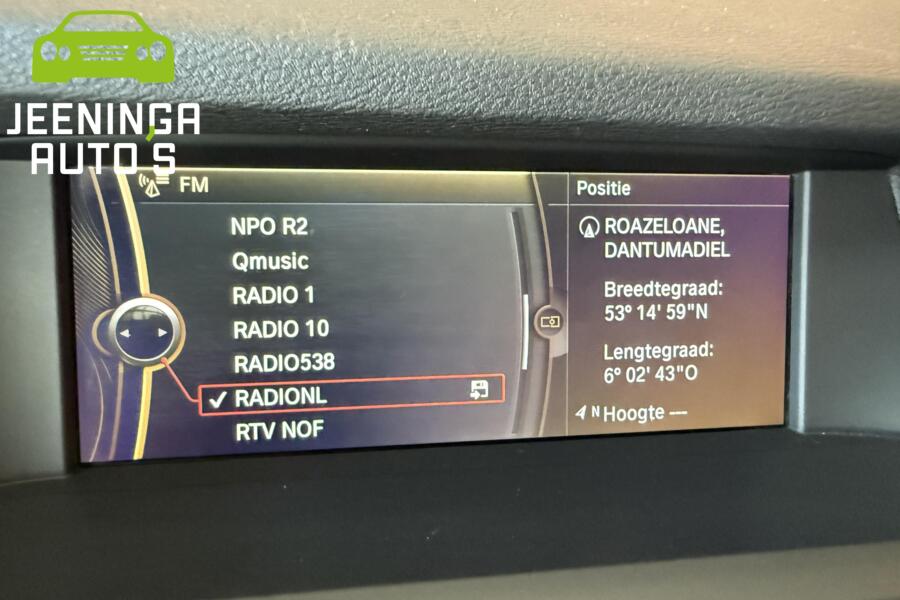 JEENINGA
AUTO'S
FM
NPO R2
Qmusic
RADIO 1
RADIO 10
RADIO538
RADIONL
RTV NOF
Positie
ROAZELOANE,
DANTUMADIEL
Breedtegraad:
53° 14' 59"N
Lengtegraad:
6° 02' 43"O
N Hoogte ---